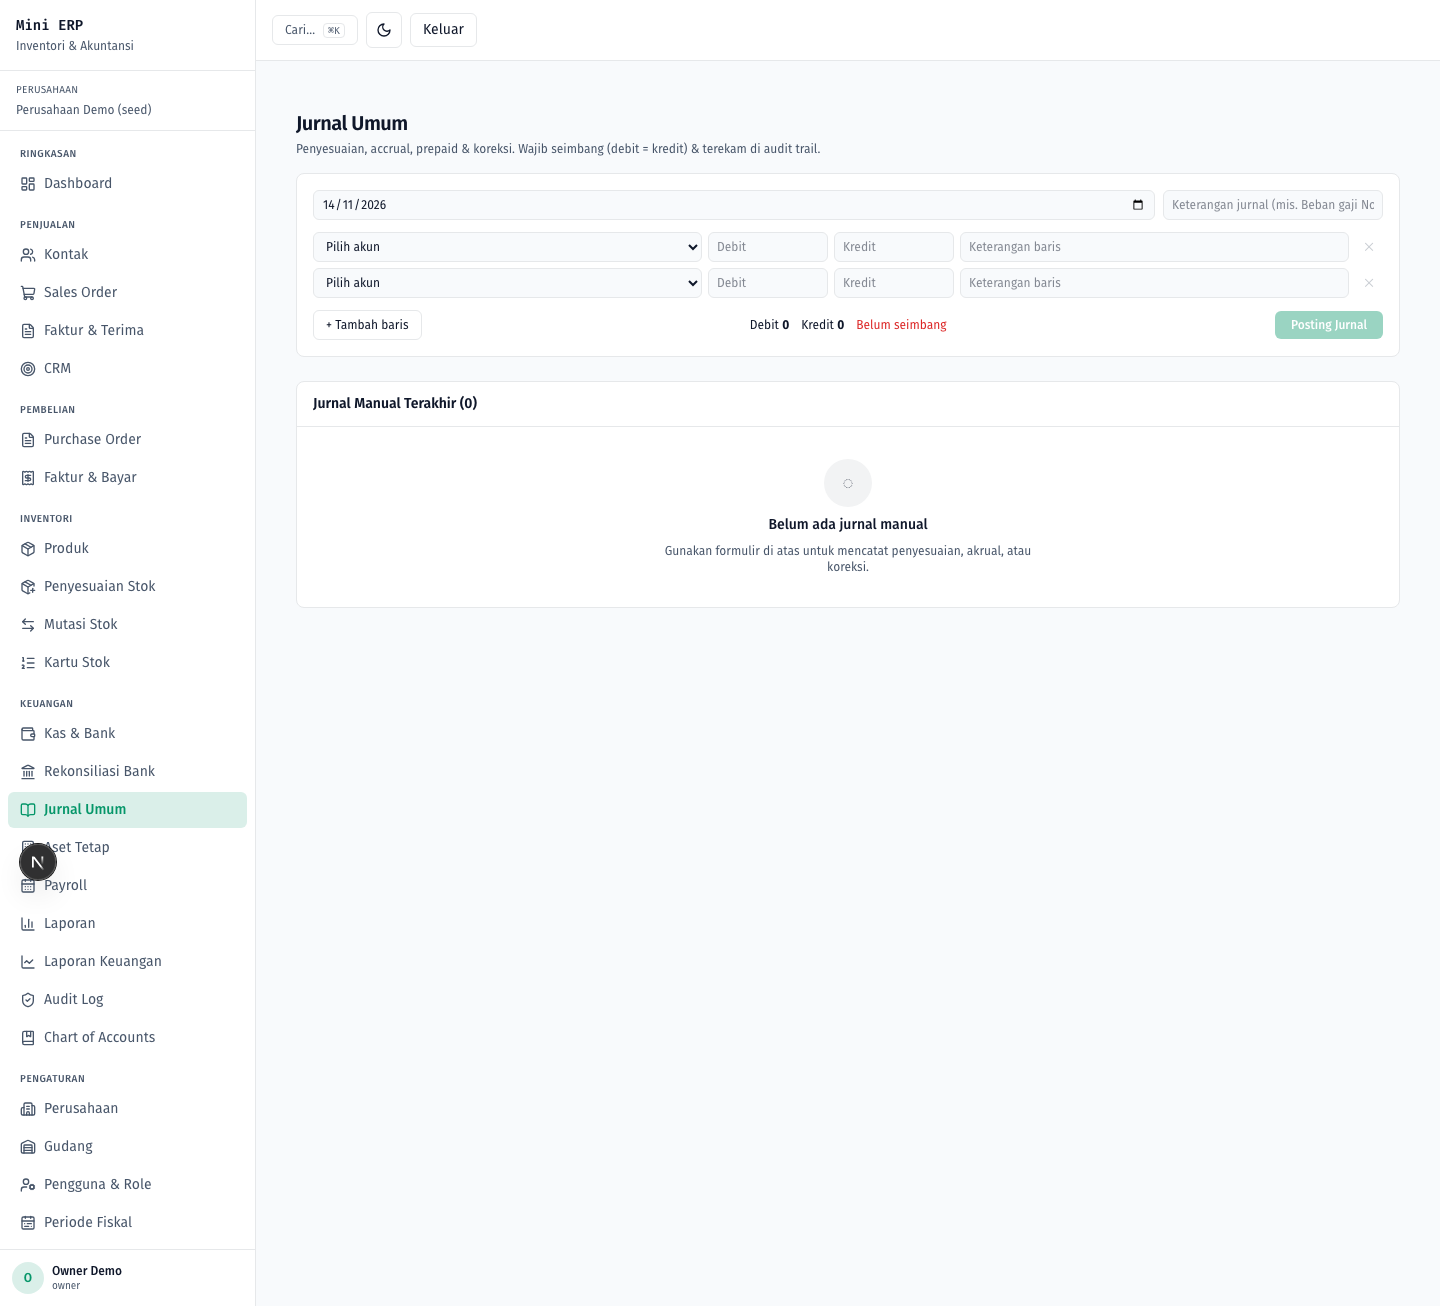 Mini ERP
Inventori & Akuntansi
PERUSAHAAN
Perusahaan Demo (seed)
RINGKASAN
Dashboard
PENJUALAN
Kontak
Sales Order
Faktur & Terima
CRM
PEMBELIAN
Purchase Order
Faktur & Bayar
INVENTORI
Produk
Penyesuaian Stok
Mutasi Stok
Kartu Stok
KEUANGAN
Kas & Bank
Rekonsiliasi Bank
Jurnal Umum
Aset Tetap
Payroll
Laporan
Laporan Keuangan
Audit Log
Chart of Accounts
PENGATURAN
Perusahaan
Gudang
Pengguna & Role
Periode Fiskal
O
Owner Demo
owner
Cari... ⌘K
Keluar
Jurnal Umum
Penyesuaian, accrual, prepaid & koreksi. Wajib seimbang (debit = kredit) & terekam di audit trail.
14/11/2026 Keterangan jurnal (mis. Beban gaji Nc
Pilih akun Debit Kredit Keterangan baris ×
Pilih akun Debit Kredit Keterangan baris ×
+ Tambah baris Debit 0 Kredit 0 Belum seimbang Posting Jurnal
Jurnal Manual Terakhir (0)
Belum ada jurnal manual
Gunakan formulir di atas untuk mencatat penyesuaian, akrual, atau
koreksi.